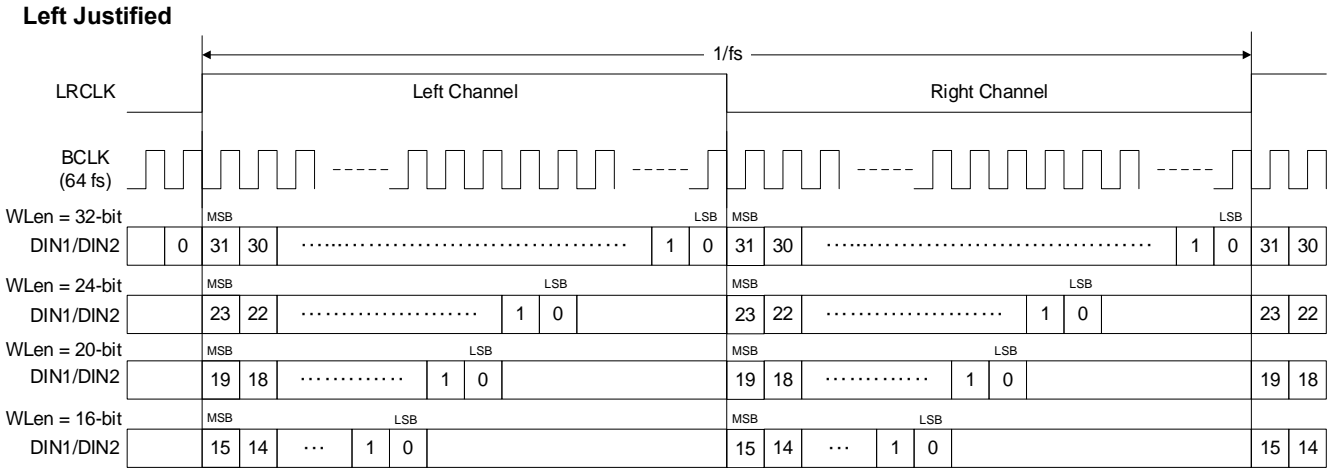 Left Justified
1/fs
LRCLK Left Channel Right Channel
BCLK
(64 fs)
WLen = 32-bit MSB LSB MSB LSB
DIN1/DIN2 0 31 30 ······································· 1 0 31 30 ······································· 1 0 31 30
WLen = 24-bit MSB LSB MSB LSB
DIN1/DIN2 23 22 ······················ 1 0 23 22 ······················ 1 0 23 22
WLen = 20-bit MSB LSB MSB LSB
DIN1/DIN2 19 18 ············· 1 0 19 18 ············· 1 0 19 18
WLen = 16-bit MSB LSB MSB LSB
DIN1/DIN2 15 14 ··· 1 0 15 14 ··· 1 0 15 14